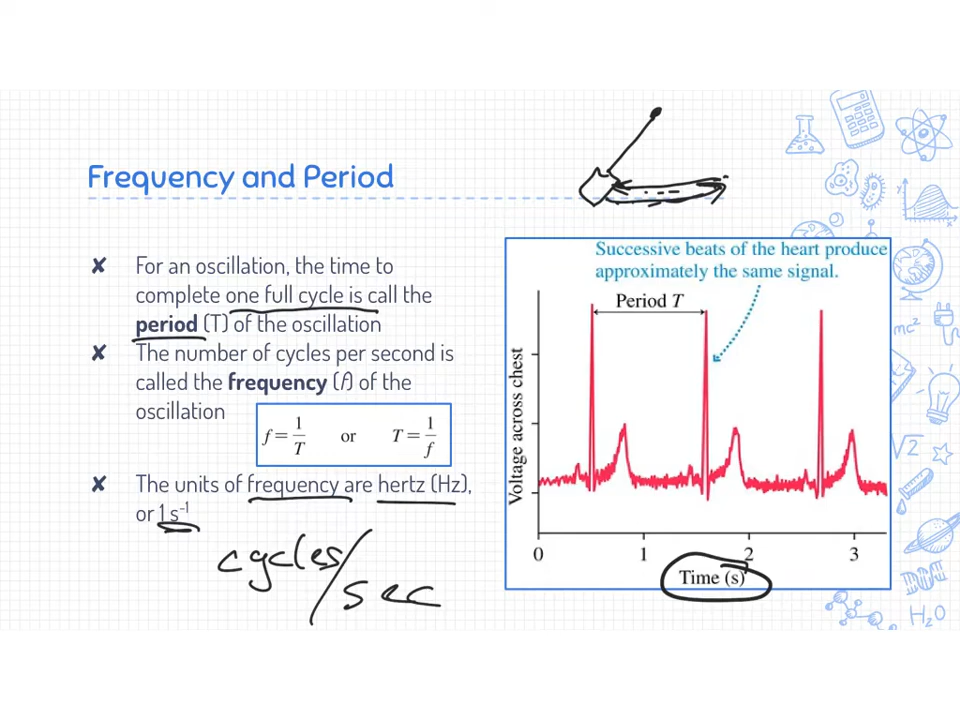 Frequency and Period
✘ For an oscillation, the time to
complete one full cycle is call the
period (T) of the oscillation
✘ The number of cycles per second is
called the frequency (f) of the
oscillation
f = 1/T or T = 1/f
✘ The units of frequency are hertz (Hz),
or 1 s⁻¹
cycles/sec
Successive beats of the heart produce
approximately the same signal.
Period T
Voltage across chest
0 1 2 3
Time (s)
y
x
mc²
√2
H₂O